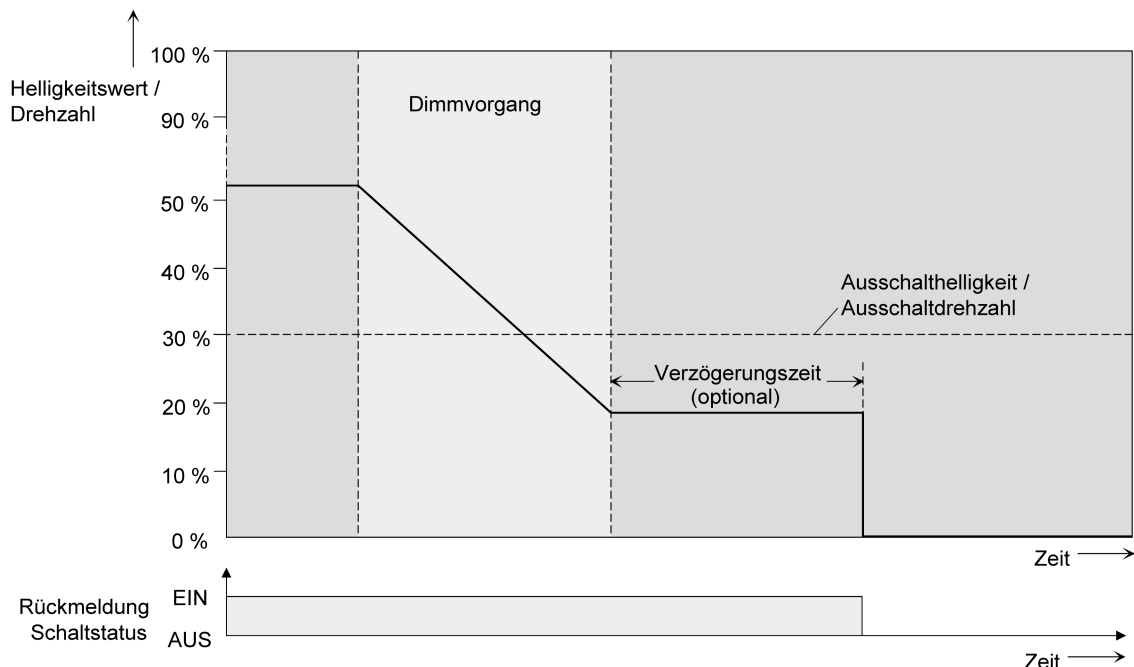 100 %
Helligkeitswert /
Drehzahl
90 %
Dimmvorgang
50 %
40 %
Ausschalthelligkeit /
Ausschaltdrehzahl
30 %
Verzögerungszeit
(optional)
20 %
10 %
0 %
Zeit
EIN
Rückmeldung
Schaltstatus
AUS
Zeit